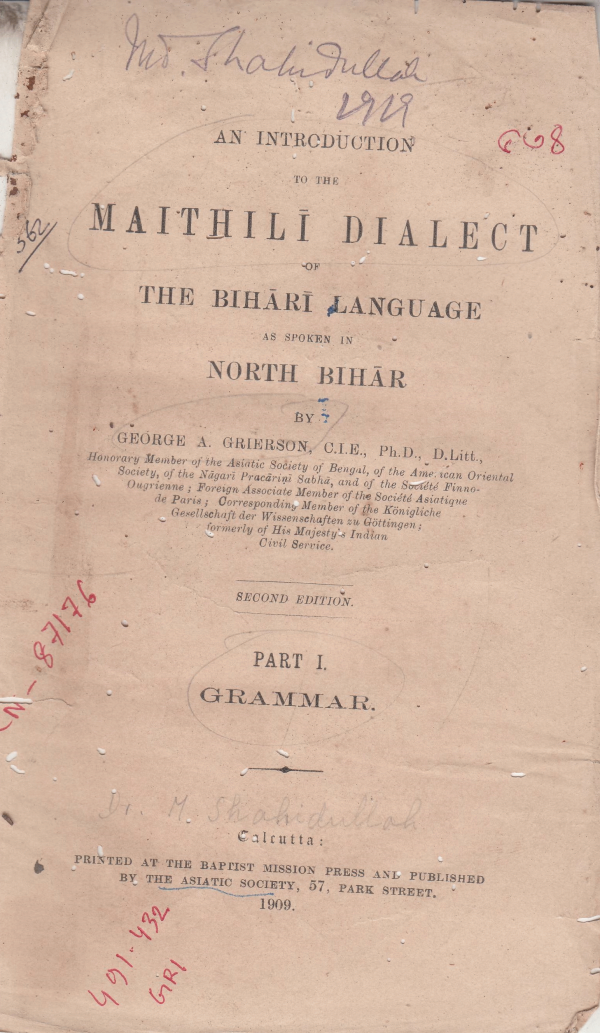 Md. Shahidullah
1919
AN INTRODUCTION
TO THE
MAITHILĪ DIALECT
562
OF
THE BIHĀRĪ LANGUAGE
AS SPOKEN IN
NORTH BIHĀR
BY
GEORGE A. GRIERSON, C.I.E., Ph.D., D.Litt.,
Honorary Member of the Asiatic Society of Bengal, of the American Oriental
Society, of the Nāgarī Pracāriṇī Sabhā, and of the Société Finno-
Ougrienne; Foreign Associate Member of the Société Asiatique
de Paris; Corresponding Member of the Königliche
Gesellschaft der Wissenschaften zu Göttingen;
formerly of His Majesty's Indian
Civil Service.
SECOND EDITION.
87176
PART I.
GRAMMAR.
Dr. M. Shahidullah
Calcutta:
PRINTED AT THE BAPTIST MISSION PRESS AND PUBLISHED
BY THE ASIATIC SOCIETY, 57, PARK STREET.
1909.
491.432
GRI